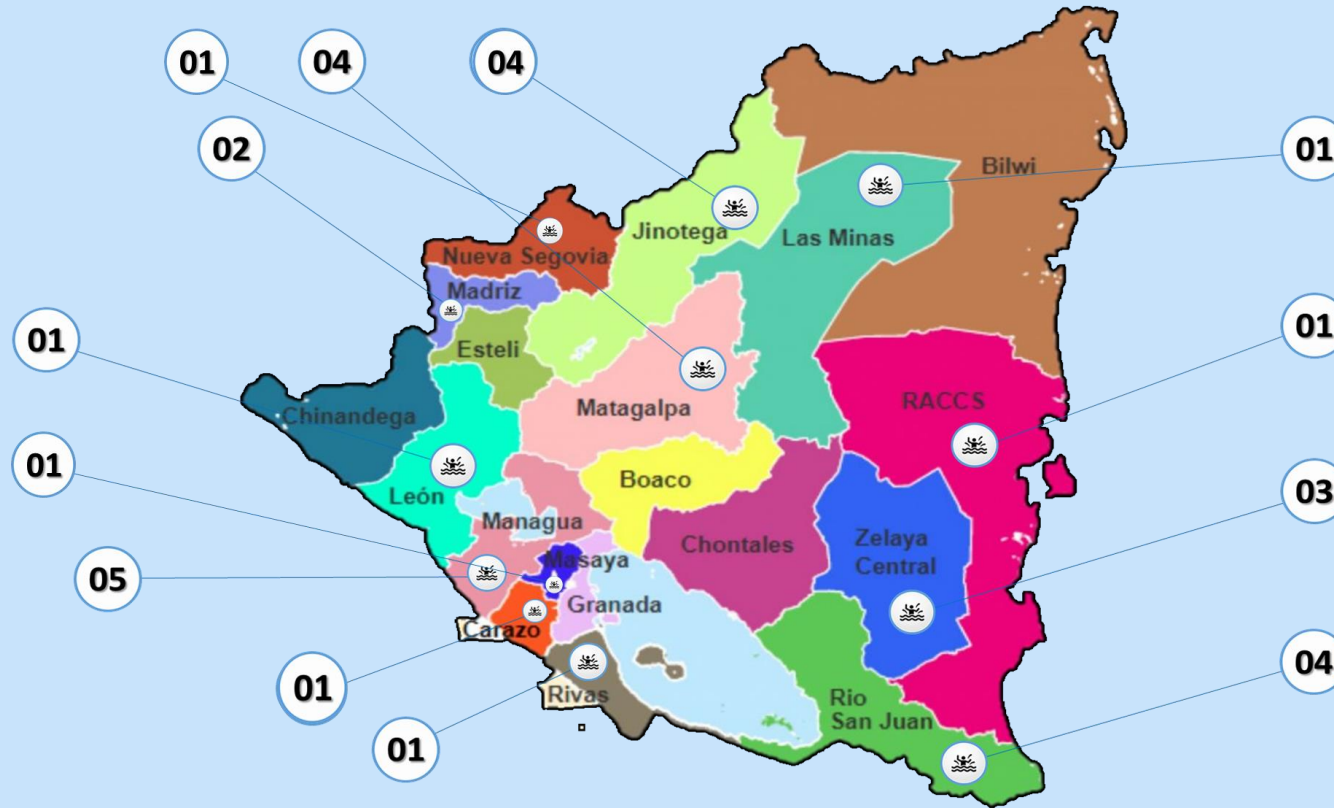 01
04
04
02
01
Bilwi
Jinotega
Las Minas
Nueva Segovia
Madriz
01
01
Esteli
Chinandega
Matagalpa
RACCS
01
León
Boaco
03
Managua
Chontales
Zelaya
Central
05
Masaya
Granada
Carazo
04
01
Rivas
Rio
San Juan
01